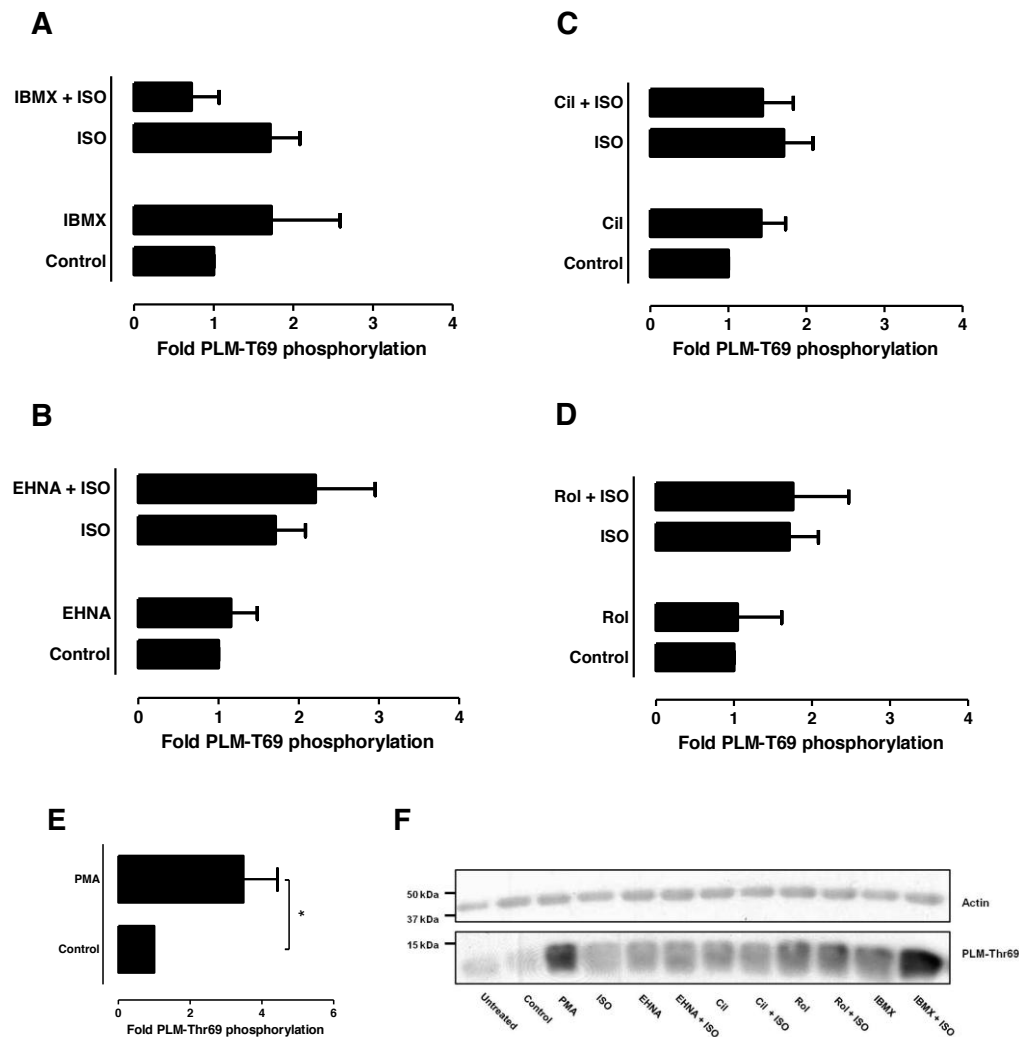 A
IBMX + ISO
ISO
IBMX
Control
0 1 2 3 4
Fold PLM-T69 phosphorylation
C
Cil + ISO
ISO
Cil
Control
0 1 2 3 4
Fold PLM-T69 phosphorylation
B
EHNA + ISO
ISO
EHNA
Control
0 1 2 3 4
Fold PLM-T69 phosphorylation
D
Rol + ISO
ISO
Rol
Control
0 1 2 3 4
Fold PLM-T69 phosphorylation
E
PMA
Control
*
0 2 4 6
Fold PLM-Thr69 phosphorylation
F
50 kDa
37 kDa
Actin
15 kDa
PLM-Thr69
Untreated
Control
PMA
ISO
EHNA
EHNA + ISO
Cil
Cil + ISO
Rol
Rol + ISO
IBMX
IBMX + ISO